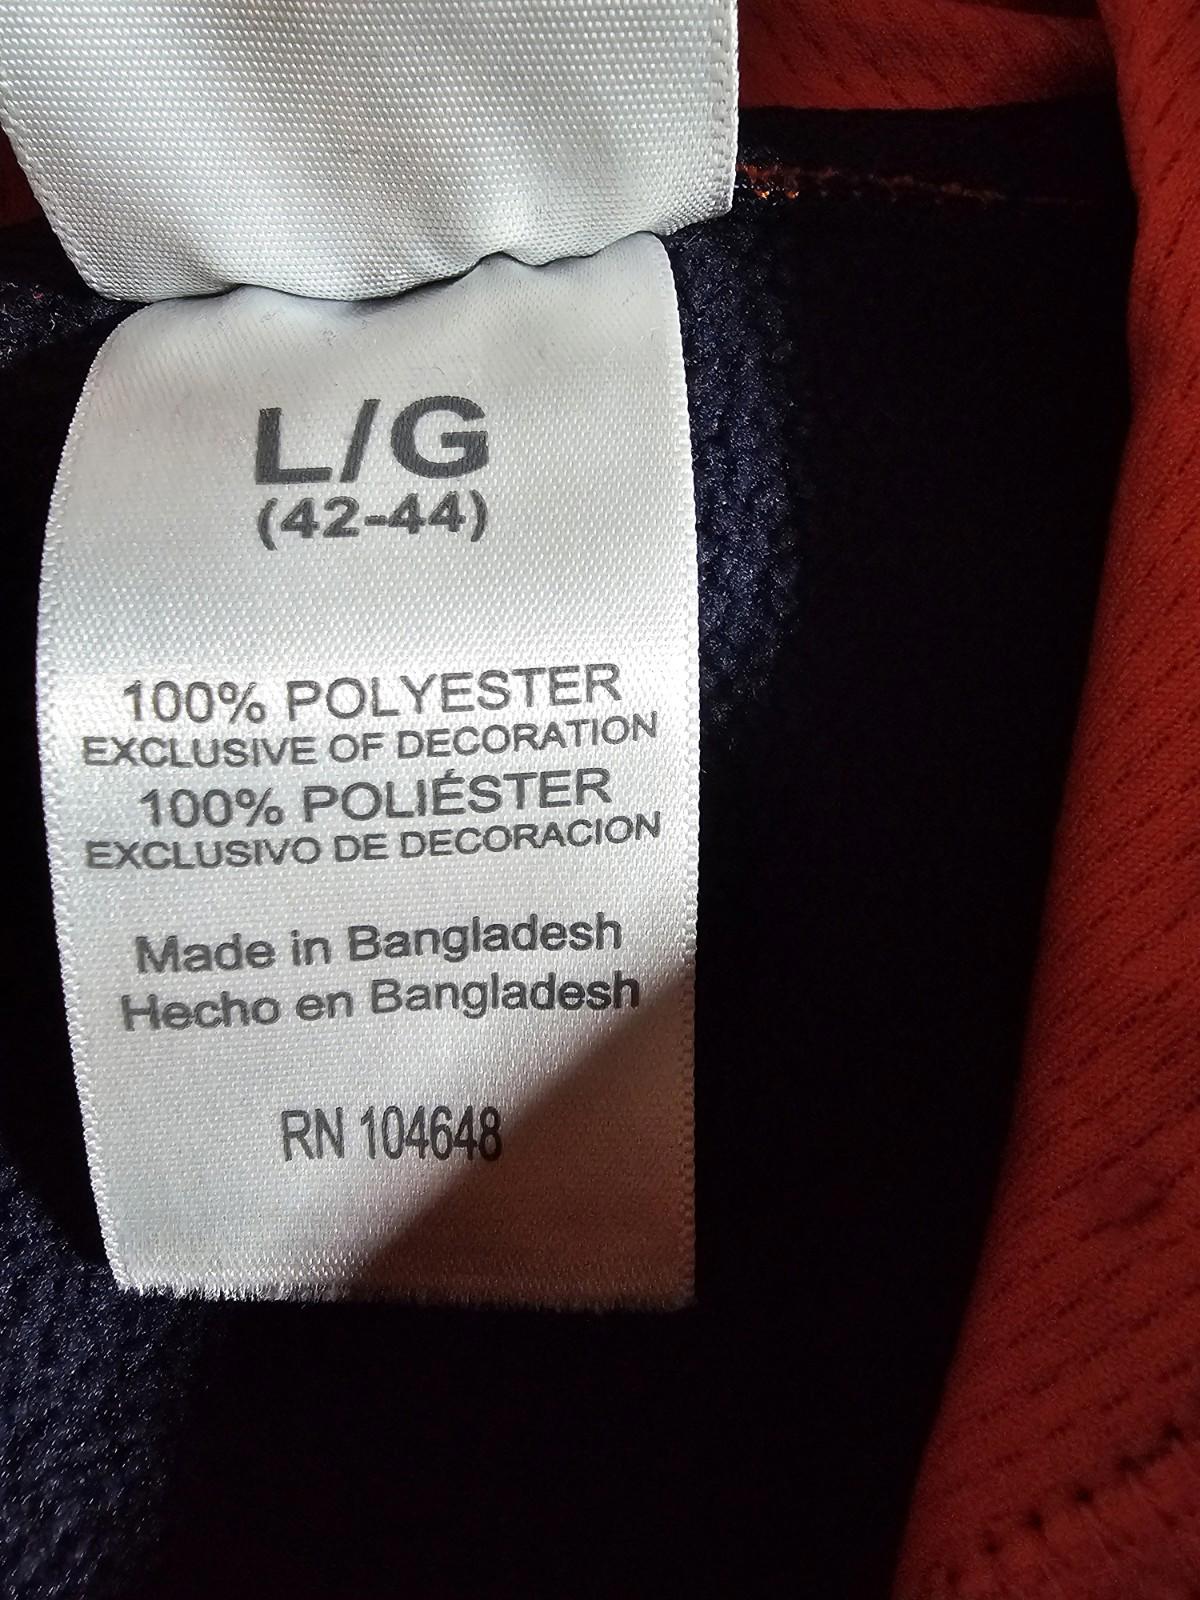 L/G
(42-44)
100% POLYESTER
EXCLUSIVE OF DECORATION
100% POLIÉSTER
EXCLUSIVO DE DECORACION
Made in Bangladesh
Hecho en Bangladesh
RN 104648